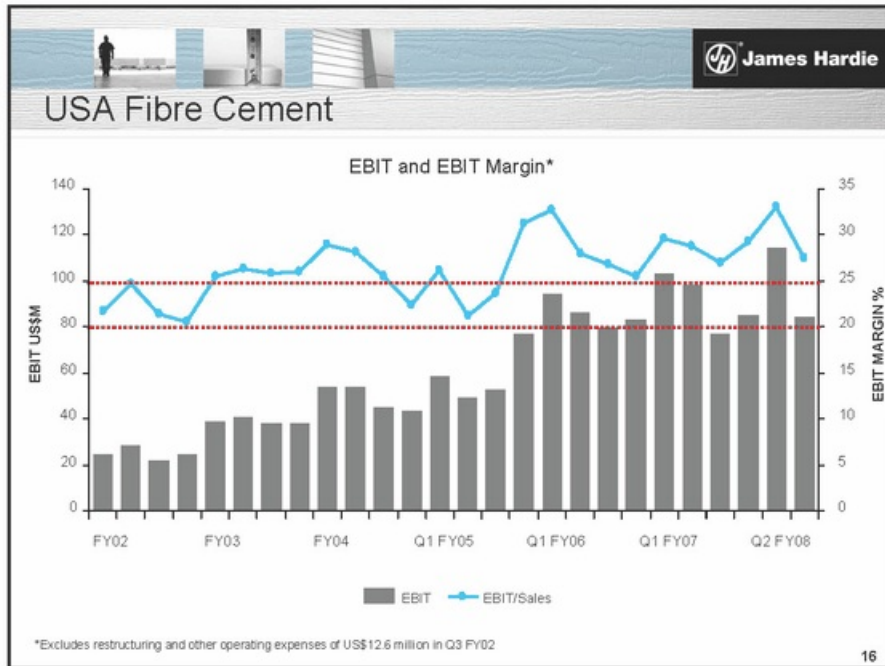 James Hardie
USA Fibre Cement
EBIT and EBIT Margin*
140
120
100
80
60
40
20
0
EBIT US$M
35
30
25
20
15
10
5
0
EBIT MARGIN %
FY02 FY03 FY04 Q1 FY05 Q1 FY06 Q1 FY07 Q2 FY08
EBIT EBIT/Sales
*Excludes restructuring and other operating expenses of US$12.6 million in Q3 FY02
16